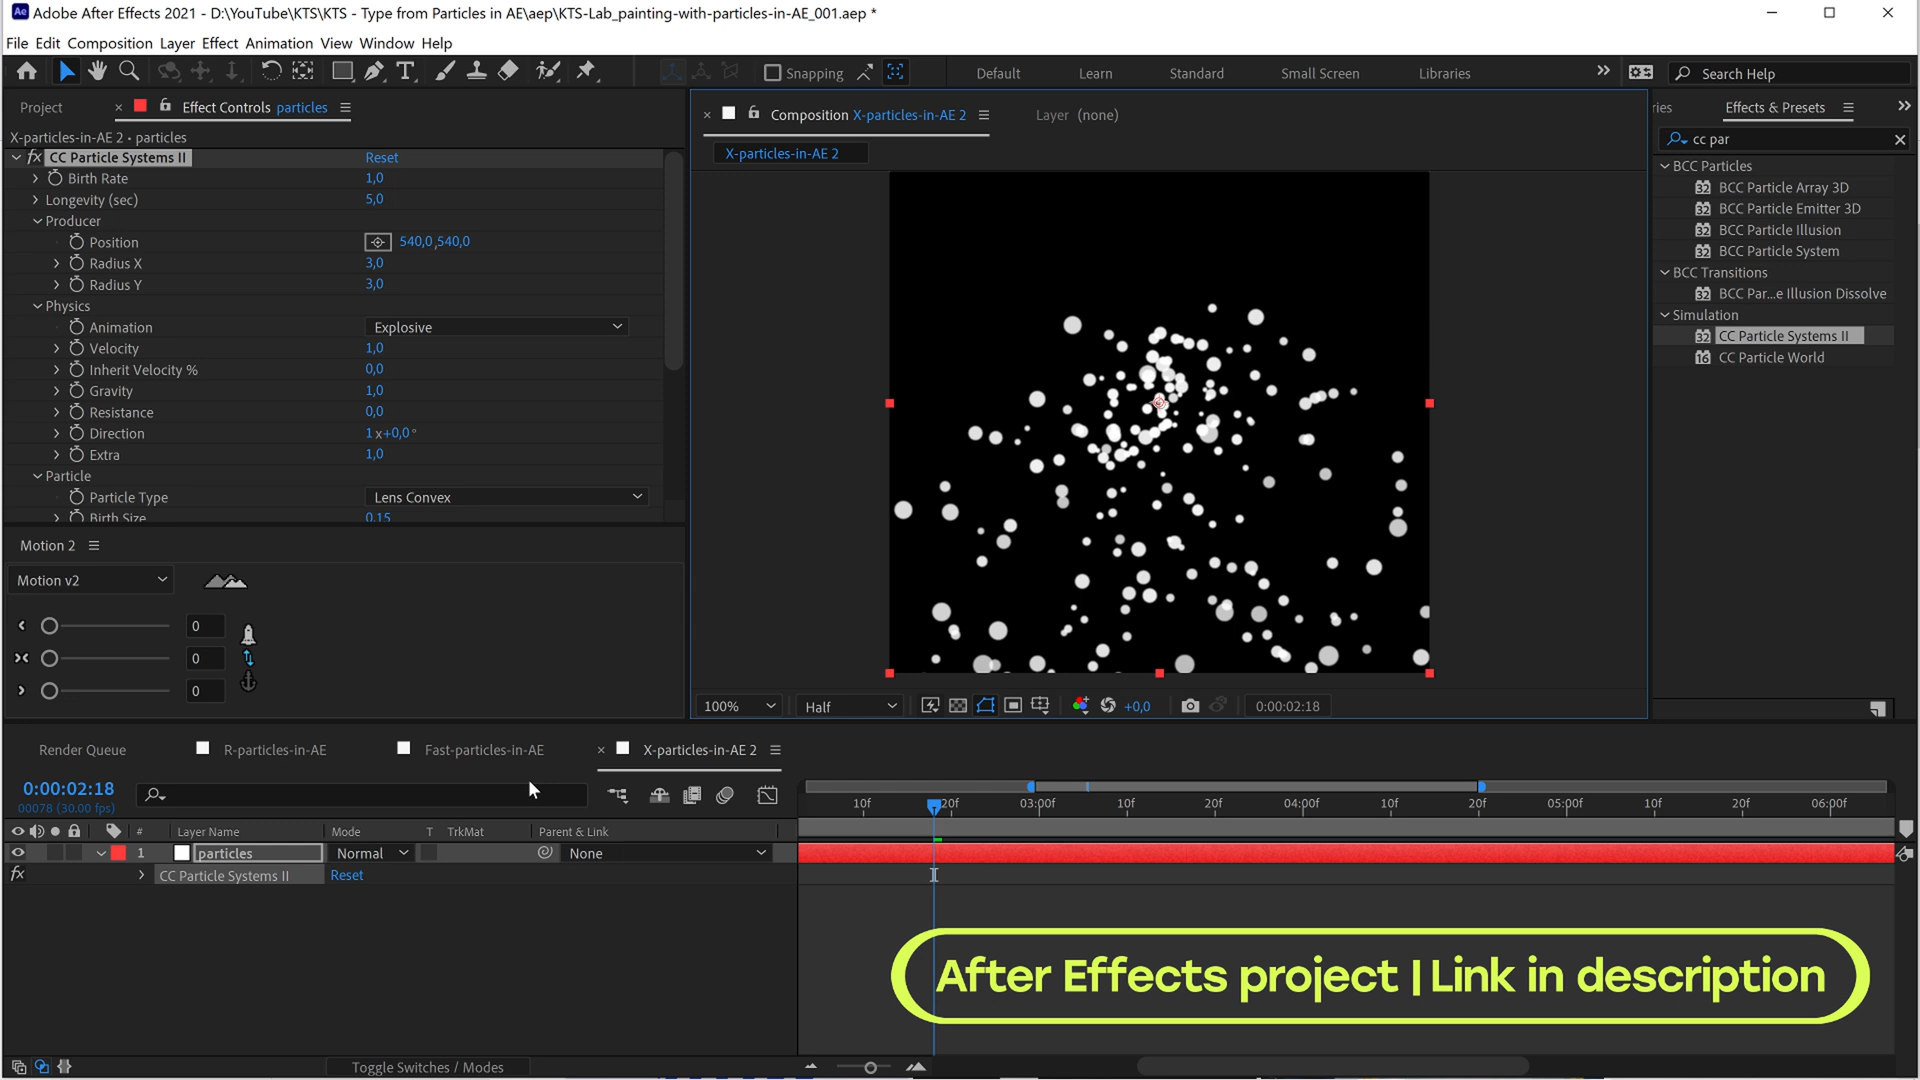 Adobe After Effects 2021 - D:\YouTube\KTS\KTS - Type from Particles in AE\aep\KTS-Lab_painting-with-particles-in-AE_001.aep *
File Edit Composition Layer Effect Animation View Window Help
Snapping
Default Learn Standard Small Screen Libraries
Search Help
Project
Effect Controls particles
X-particles-in-AE 2 • particles
CC Particle Systems II Reset
Birth Rate 1,0
Longevity (sec) 5,0
Producer
Position 540,0,540,0
Radius X 3,0
Radius Y 3,0
Physics
Animation Explosive
Velocity 1,0
Inherit Velocity % 0,0
Gravity 1,0
Resistance 0,0
Direction 1x+0,0°
Extra 1,0
Particle
Particle Type Lens Convex
Birth Size 0,15
Motion 2
Motion v2
0
0
0
Composition X-particles-in-AE 2
Layer (none)
X-particles-in-AE 2
100% Half +0,0 0:00:02:18
ries Effects & Presets
cc par
BCC Particles
BCC Particle Array 3D
BCC Particle Emitter 3D
BCC Particle Illusion
BCC Particle System
BCC Transitions
BCC Par...e Illusion Dissolve
Simulation
CC Particle Systems II
CC Particle World
Render Queue R-particles-in-AE Fast-particles-in-AE X-particles-in-AE 2
0:00:02:18
00078 (30.00 fps)
# Layer Name Mode T TrkMat Parent & Link
1 particles Normal None
fx CC Particle Systems II Reset
10f 20f 03:00f 10f 20f 04:00f 10f 20f 05:00f 10f 20f 06:00f
After Effects project | Link in description
Toggle Switches / Modes